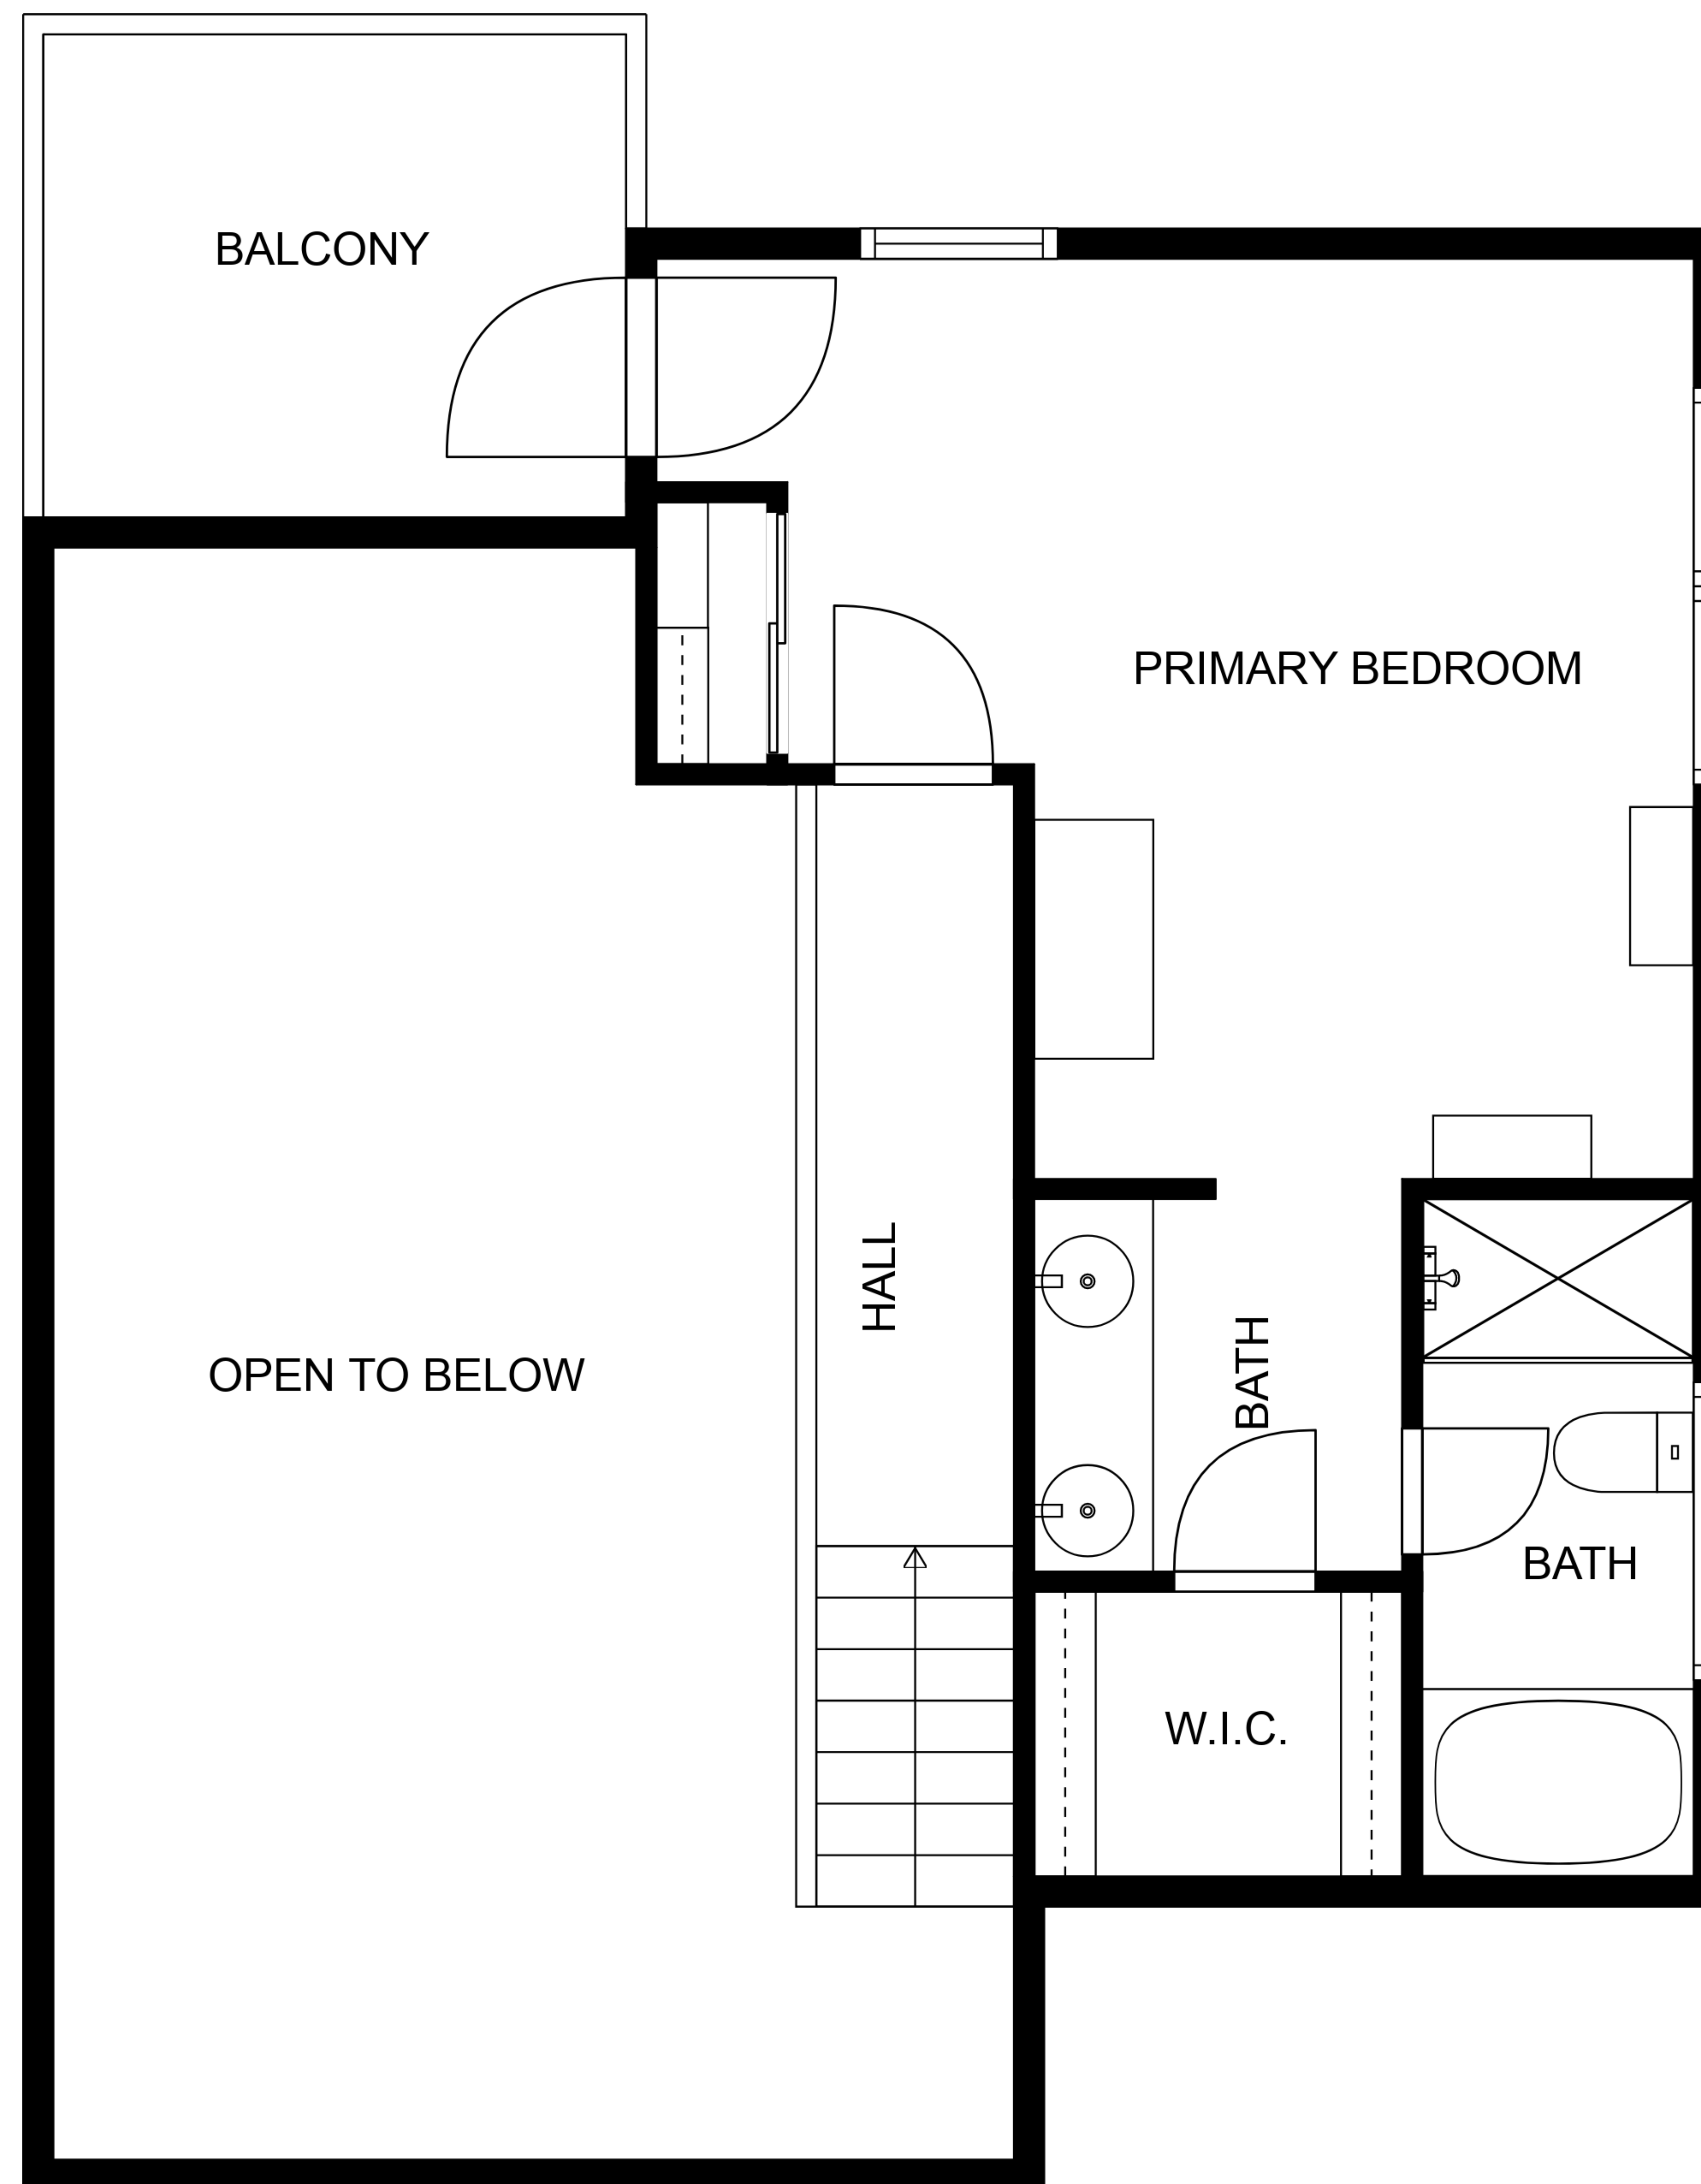 BALCONY
PRIMARY BEDROOM
HALL
BATH
OPEN TO BELOW
BATH
W.I.C.